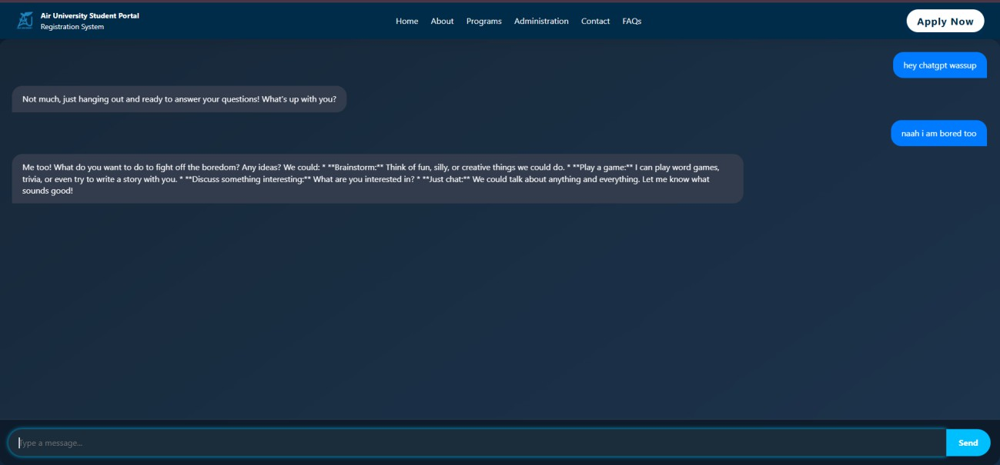 Air University Student Portal
Registration System
Home About Programs Administration Contact FAQs
Apply Now
hey chatgpt wassup
Not much, just hanging out and ready to answer your questions! What's up with you?
naah i am bored too
Me too! What do you want to do to fight off the boredom? Any ideas? We could: * **Brainstorm:** Think of fun, silly, or creative things we could do. * **Play a game:** I can play word games,
trivia, or even try to write a story with you. * **Discuss something interesting:** What are you interested in? * **Just chat:** We could talk about anything and everything. Let me know what
sounds good!
Type a message...
Send